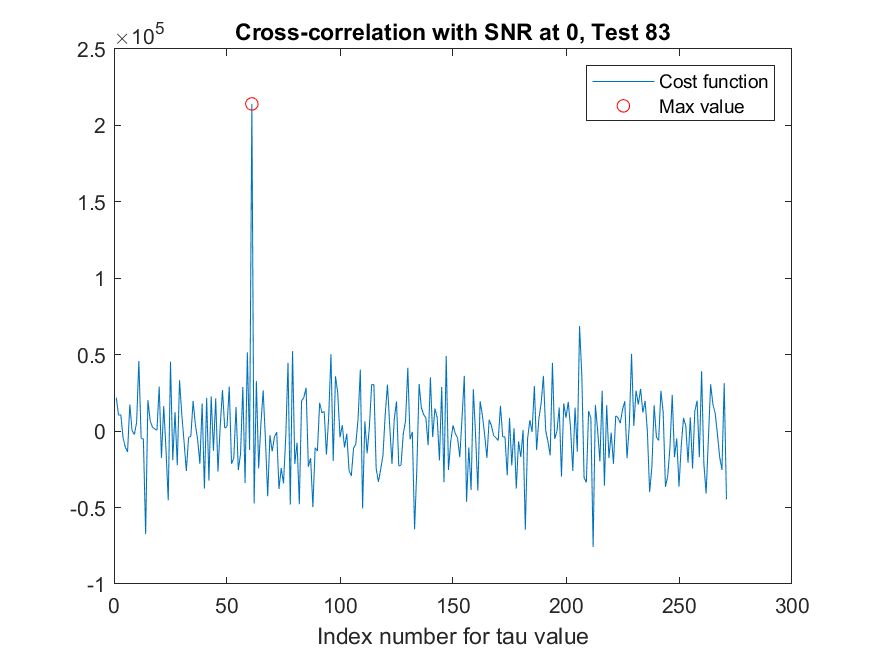 ×10^5
Cross-correlation with SNR at 0, Test 83
2.5
2
1.5
1
0.5
0
-0.5
-1
Cost function
Max value
0 50 100 150 200 250 300
Index number for tau value